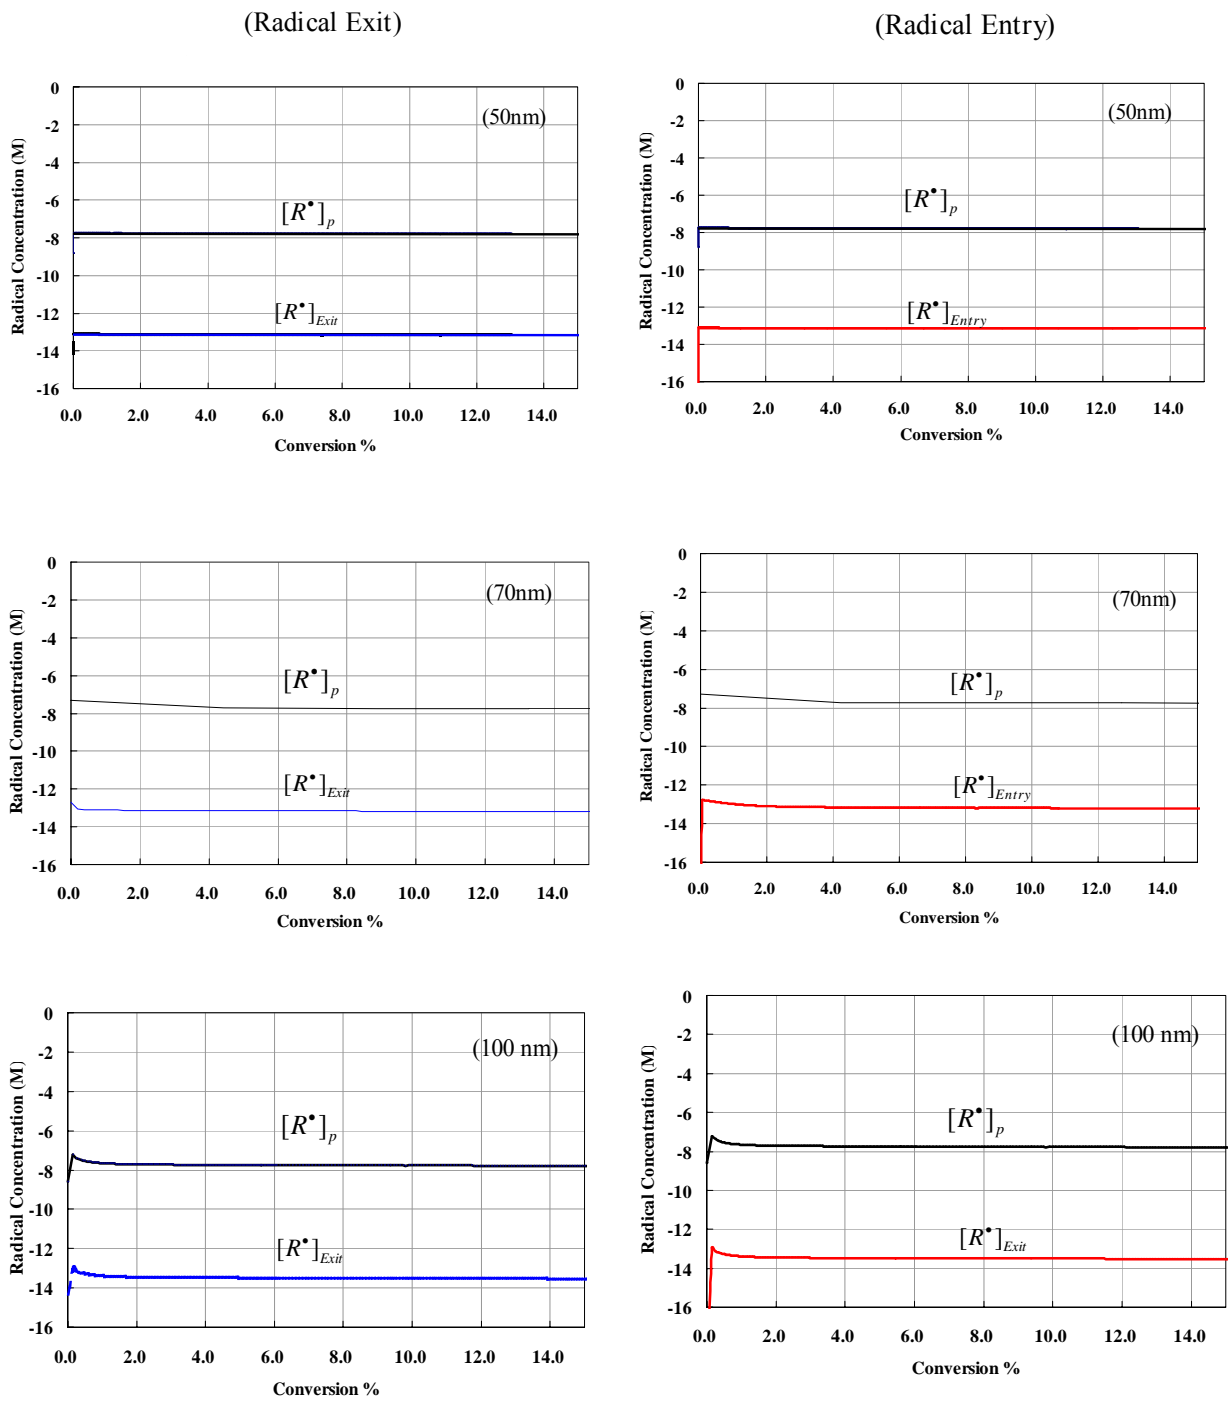 (Radical Exit)
(Radical Entry)
Radical Concentration (M)
0
-2
-4
-6
-8
-10
-12
-14
-16
(50nm)
[R•]p
[R•]Exit
0.0 2.0 4.0 6.0 8.0 10.0 12.0 14.0
Conversion %
Radical Concentration (M)
0
-2
-4
-6
-8
-10
-12
-14
-16
(50nm)
[R•]p
[R•]Entry
0.0 2.0 4.0 6.0 8.0 10.0 12.0 14.0
Conversion %
Radical Concentration (M)
0
-2
-4
-6
-8
-10
-12
-14
-16
(70nm)
[R•]p
[R•]Exit
0.0 2.0 4.0 6.0 8.0 10.0 12.0 14.0
Conversion %
Radical Concentration (M)
0
-2
-4
-6
-8
-10
-12
-14
-16
(70nm)
[R•]p
[R•]Entry
0.0 2.0 4.0 6.0 8.0 10.0 12.0 14.0
Conversion %
Radical Concentration (M)
0
-2
-4
-6
-8
-10
-12
-14
-16
(100 nm)
[R•]p
[R•]Exit
0.0 2.0 4.0 6.0 8.0 10.0 12.0 14.0
Conversion %
Radical Concentration (M)
0
-2
-4
-6
-8
-10
-12
-14
-16
(100 nm)
[R•]p
[R•]Exit
0.0 2.0 4.0 6.0 8.0 10.0 12.0 14.0
Conversion %